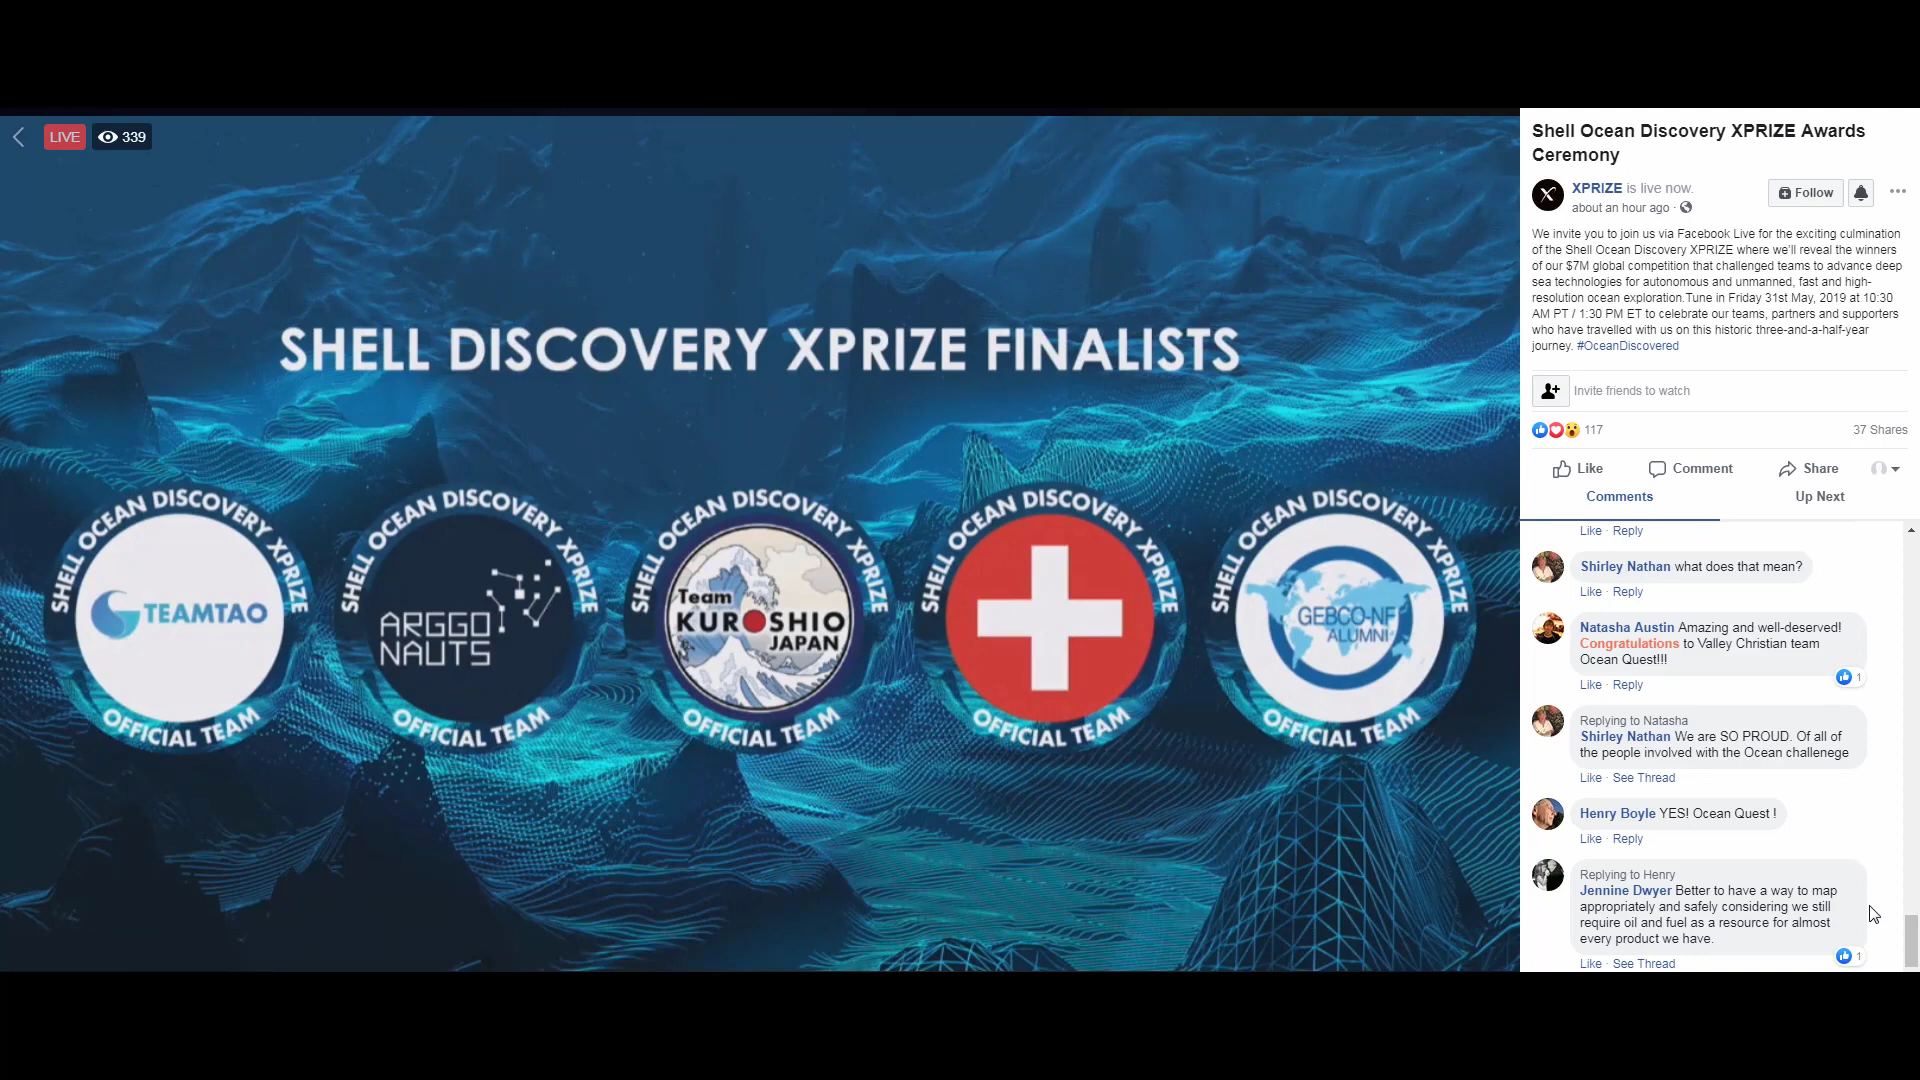 LIVE
339
SHELL DISCOVERY XPRIZE FINALISTS
SHELL OCEAN DISCOVERY XPRIZE
TEAMTAO
OFFICIAL TEAM
SHELL OCEAN DISCOVERY XPRIZE
ARGGO
NAUTS
OFFICIAL TEAM
SHELL OCEAN DISCOVERY XPRIZE
Team
KUROSHIO
JAPAN
OFFICIAL TEAM
SHELL OCEAN DISCOVERY XPRIZE
OFFICIAL TEAM
SHELL OCEAN DISCOVERY XPRIZE
GEBCO-NF
ALUMNI
OFFICIAL TEAM
Shell Ocean Discovery XPRIZE Awards
Ceremony
XPRIZE is live now.
about an hour ago ·
Follow
We invite you to join us via Facebook Live for the exciting culmination
of the Shell Ocean Discovery XPRIZE where we'll reveal the winners
of our $7M global competition that challenged teams to advance deep
sea technologies for autonomous and unmanned, fast and high-
resolution ocean exploration.Tune in Friday 31st May, 2019 at 10:30
AM PT / 1:30 PM ET to celebrate our teams, partners and supporters
who have travelled with us on this historic three-and-a-half-year
journey. #OceanDiscovered
Invite friends to watch
117
37 Shares
Like
Comment
Share
Comments
Up Next
Like · Reply
Shirley Nathan what does that mean?
Like · Reply
Natasha Austin Amazing and well-deserved!
Congratulations to Valley Christian team
Ocean Quest!!!
1
Like · Reply
Replying to Natasha
Shirley Nathan We are SO PROUD. Of all of
the people involved with the Ocean challenege
Like · See Thread
Henry Boyle YES! Ocean Quest !
Like · Reply
Replying to Henry
Jennine Dwyer Better to have a way to map
appropriately and safely considering we still
require oil and fuel as a resource for almost
every product we have.
1
Like · See Thread